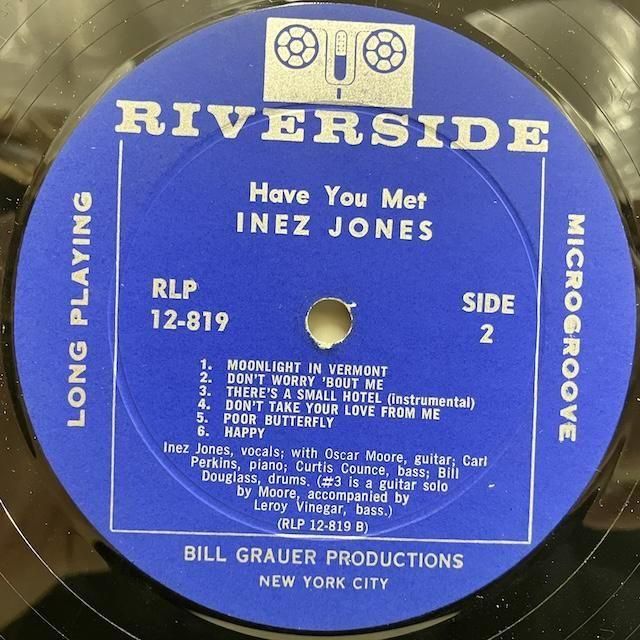 RIVERSIDE
Have You Met
INEZ JONES
LONG PLAYING
MICROGROOVE
RLP
12-819
SIDE
2
1. MOONLIGHT IN VERMONT
2. DON'T WORRY 'BOUT ME
3. THERE'S A SMALL HOTEL (instrumental)
4. DON'T TAKE YOUR LOVE FROM ME
5. POOR BUTTERFLY
6. HAPPY
Inez Jones, vocals; with Oscar Moore, guitar; Carl
Perkins, piano; Curtis Counce, bass; Bill
Douglass, drums. (#3 is a guitar solo
by Moore, accompanied by
Leroy Vinegar, bass.)
(RLP 12-819 B)
BILL GRAUER PRODUCTIONS
NEW YORK CITY